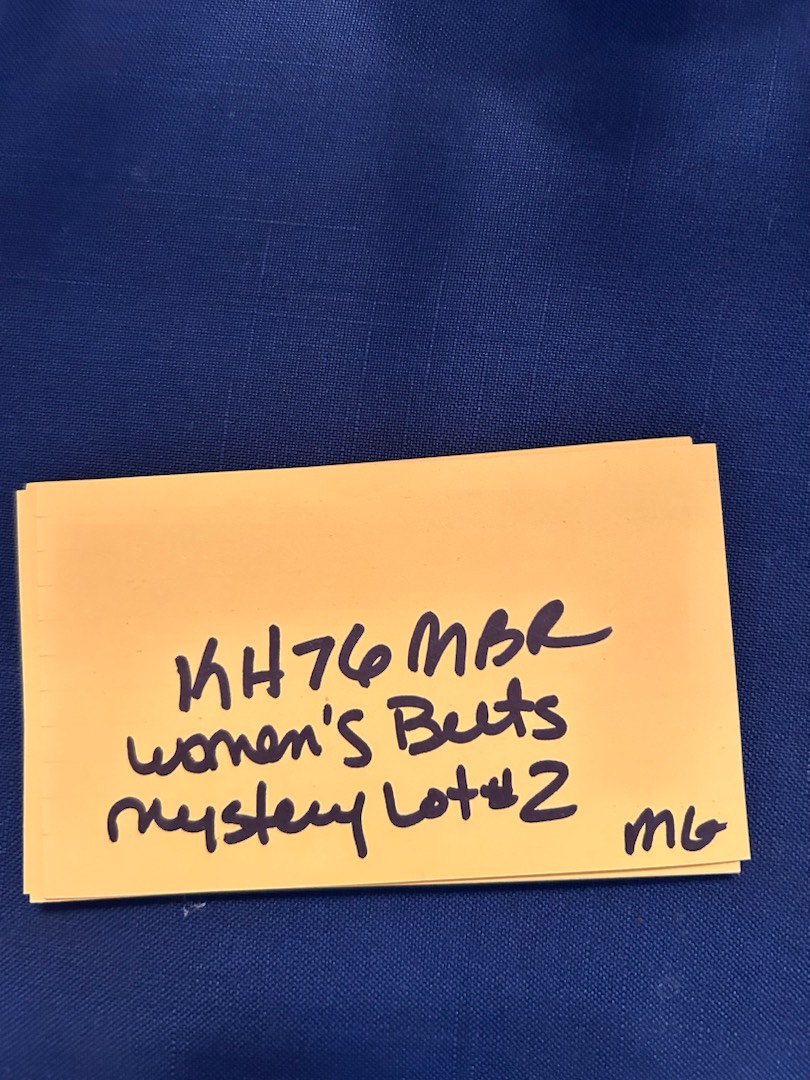 KH76MBR
women's Belts
Mystery Lot#2
MG